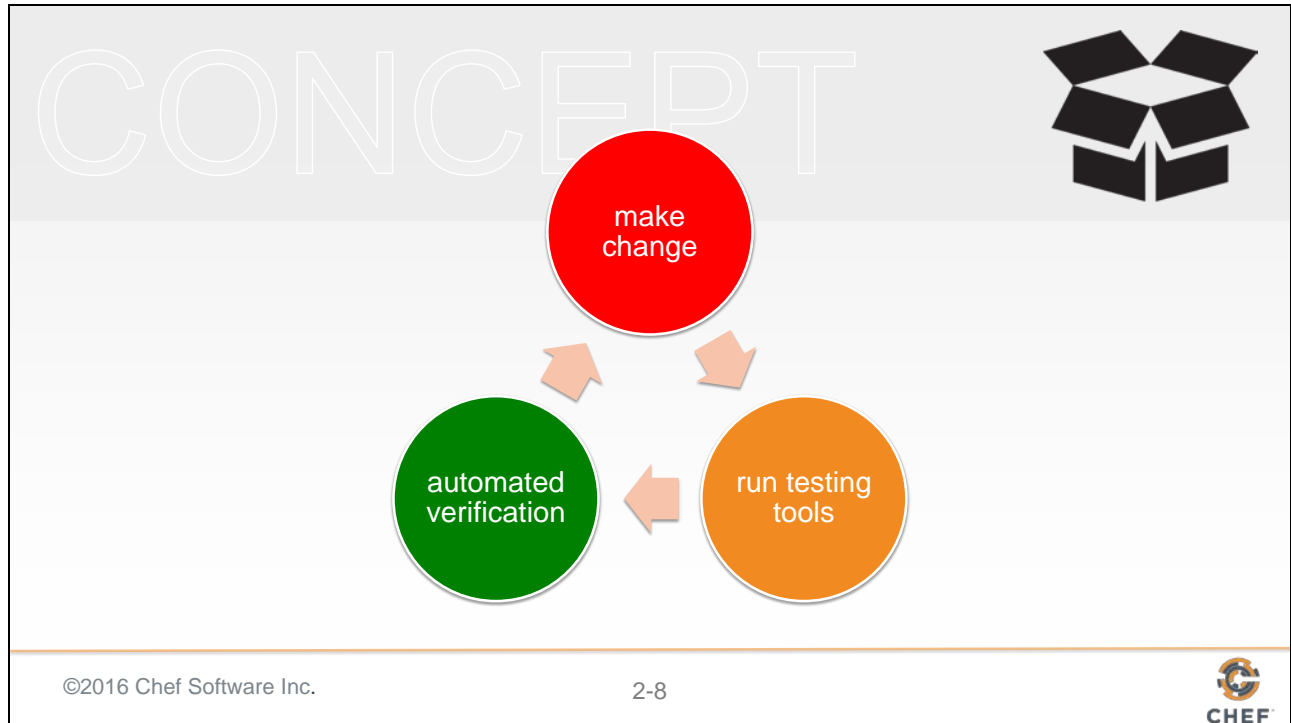 CONCEPT
make
change
automated
verification
run testing
tools
©2016 Chef Software Inc.
2-8
CHEF